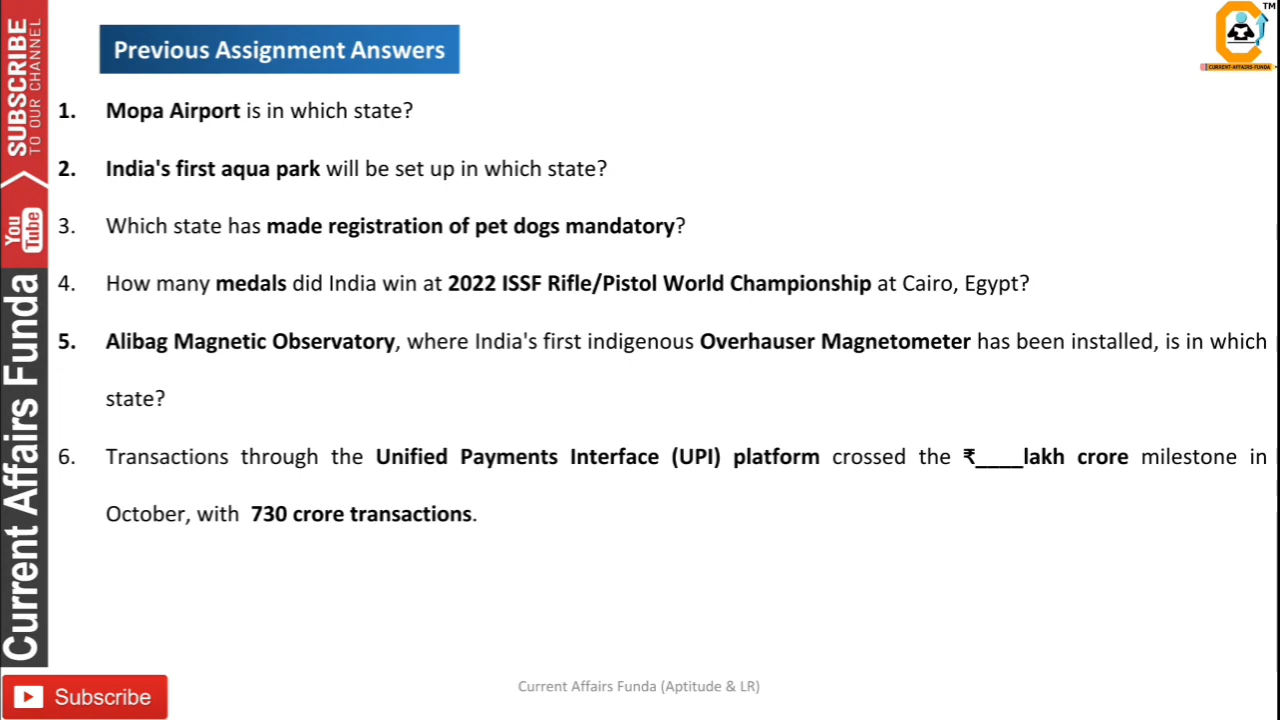 Previous Assignment Answers
TM
CURRENT-AFFAIRS-FUNDA
SUBSCRIBE
TO OUR CHANNEL
You
Tube
Current Affairs Funda
1. Mopa Airport is in which state?
2. India's first aqua park will be set up in which state?
3. Which state has made registration of pet dogs mandatory?
4. How many medals did India win at 2022 ISSF Rifle/Pistol World Championship at Cairo, Egypt?
5. Alibag Magnetic Observatory, where India's first indigenous Overhauser Magnetometer has been installed, is in which
state?
6. Transactions through the Unified Payments Interface (UPI) platform crossed the ₹____lakh crore milestone in
October, with 730 crore transactions.
Subscribe
Current Affairs Funda (Aptitude & LR)